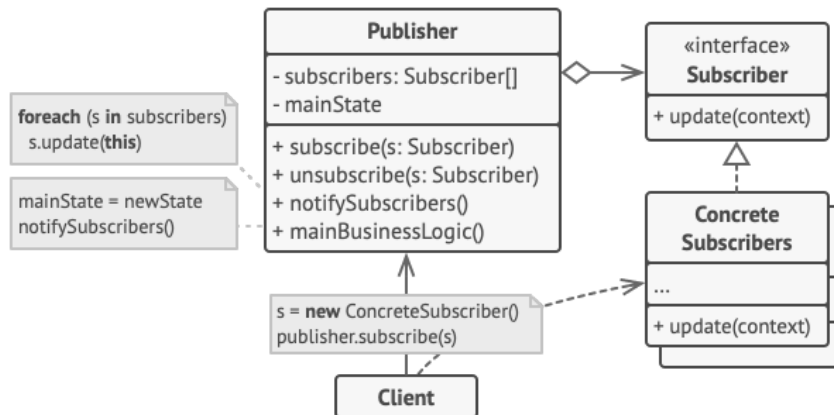 Publisher
- subscribers: Subscriber[]
- mainState
+ subscribe(s: Subscriber)
+ unsubscribe(s: Subscriber)
+ notifySubscribers()
+ mainBusinessLogic()
foreach (s in subscribers)
s.update(this)
mainState = newState
notifySubscribers()
«interface»
Subscriber
+ update(context)
Concrete
Subscribers
...
+ update(context)
s = new ConcreteSubscriber()
publisher.subscribe(s)
Client